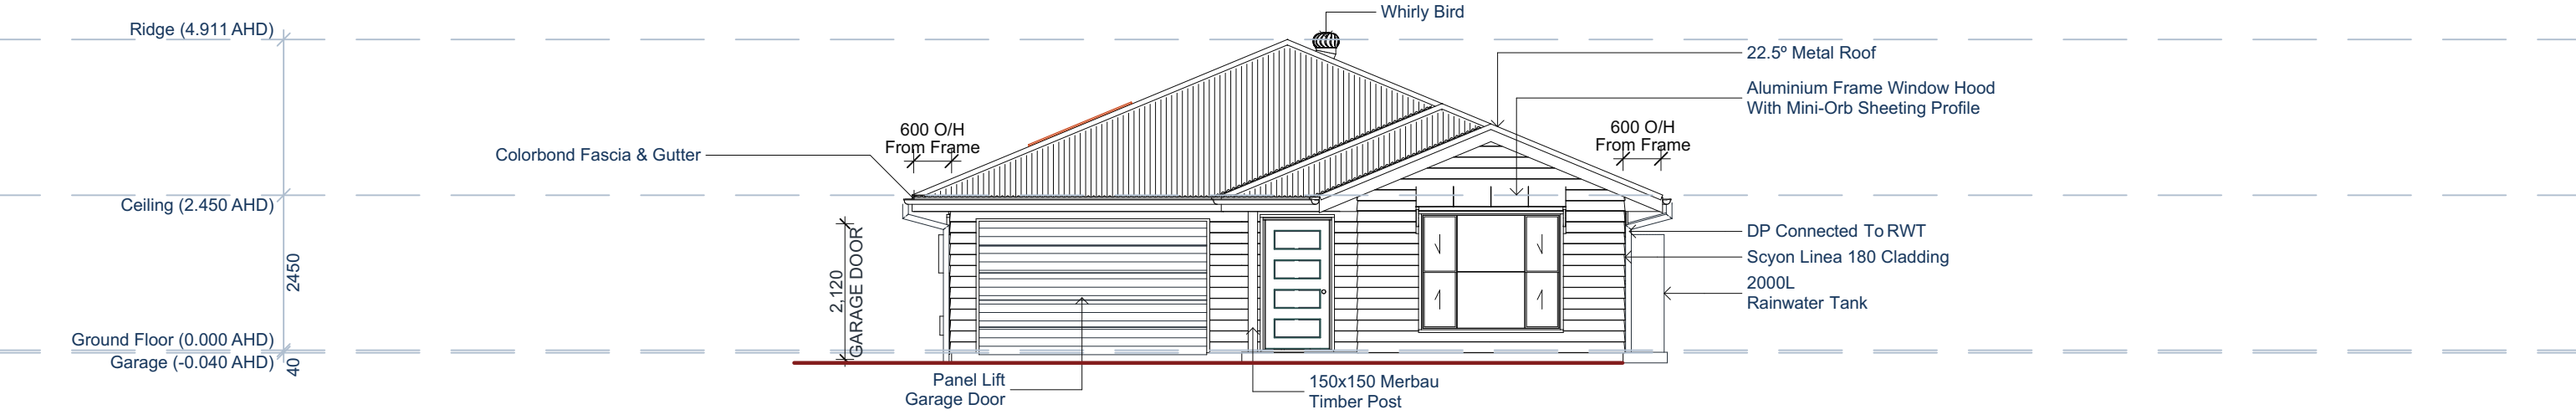 Whirly Bird
Ridge (4.911 AHD)
22.5º Metal Roof
Aluminium Frame Window Hood
With Mini-Orb Sheeting Profile
600 O/H
From Frame
600 O/H
From Frame
Colorbond Fascia & Gutter
Ceiling (2.450 AHD)
DP Connected To RWT
Scyon Linea 180 Cladding
2450
2,120
GARAGE DOOR
2000L
Rainwater Tank
Ground Floor (0.000 AHD)
Garage (-0.040 AHD)
40
Panel Lift
Garage Door
150x150 Merbau
Timber Post